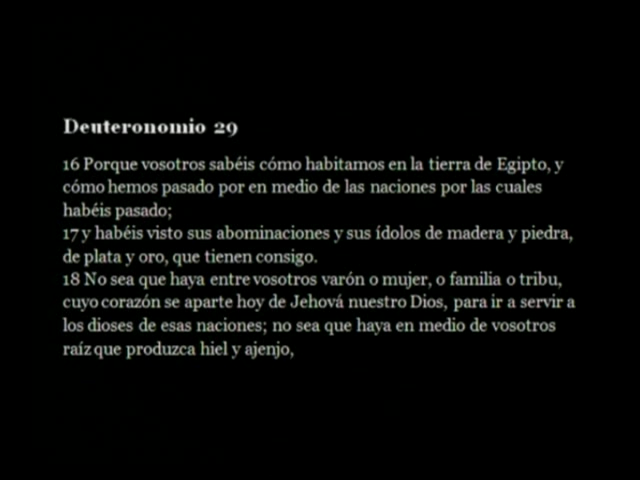 Deuteronomio 29
16 Porque vosotros sabéis cómo habitamos en la tierra de Egipto, y
cómo hemos pasado por en medio de las naciones por las cuales
habéis pasado;
17 y habéis visto sus abominaciones y sus ídolos de madera y piedra,
de plata y oro, que tienen consigo.
18 No sea que haya entre vosotros varón o mujer, o familia o tribu,
cuyo corazón se aparte hoy de Jehová nuestro Dios, para ir a servir a
los dioses de esas naciones; no sea que haya en medio de vosotros
raíz que produzca hiel y ajenjo,